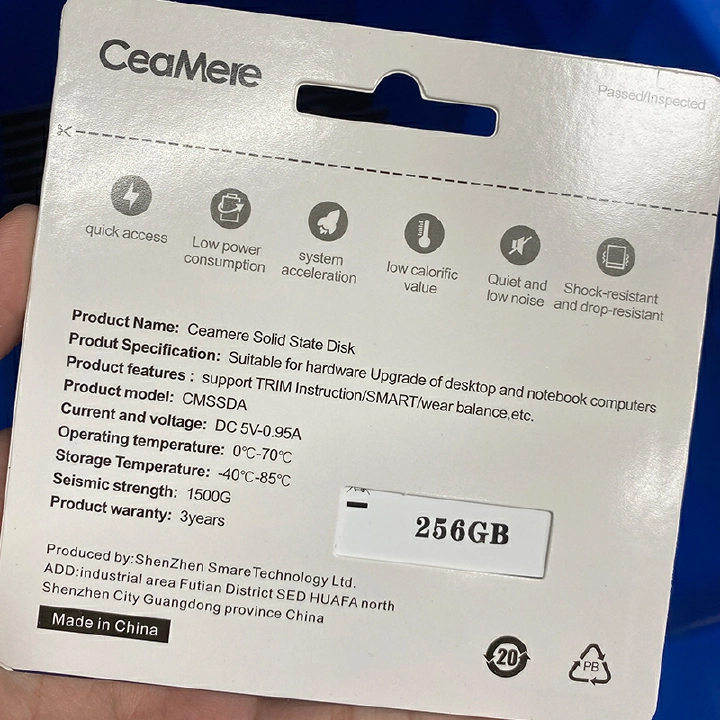 CeaMere
Passed/Inspected
quick access
Low power
consumption
system
acceleration
low calorific
value
Quiet and
low noise
Shock-resistant
and drop-resistant
Product Name: Ceamere Solid State Disk
Produt Specification: Suitable for hardware Upgrade of desktop and notebook computers
Product features : support TRIM Instruction/SMART/wear balance,etc.
Product model: CMSSDA
Current and voltage: DC 5V-0.95A
Operating temperature: 0℃-70℃
Storage Temperature: -40℃-85℃
Seismic strength: 1500G
Product waranty: 3years
256GB
Produced by:ShenZhen SmareTechnology Ltd.
ADD:industrial area Futian District SED HUAFA north
Shenzhen City Guangdong province China
Made in China
20
PB